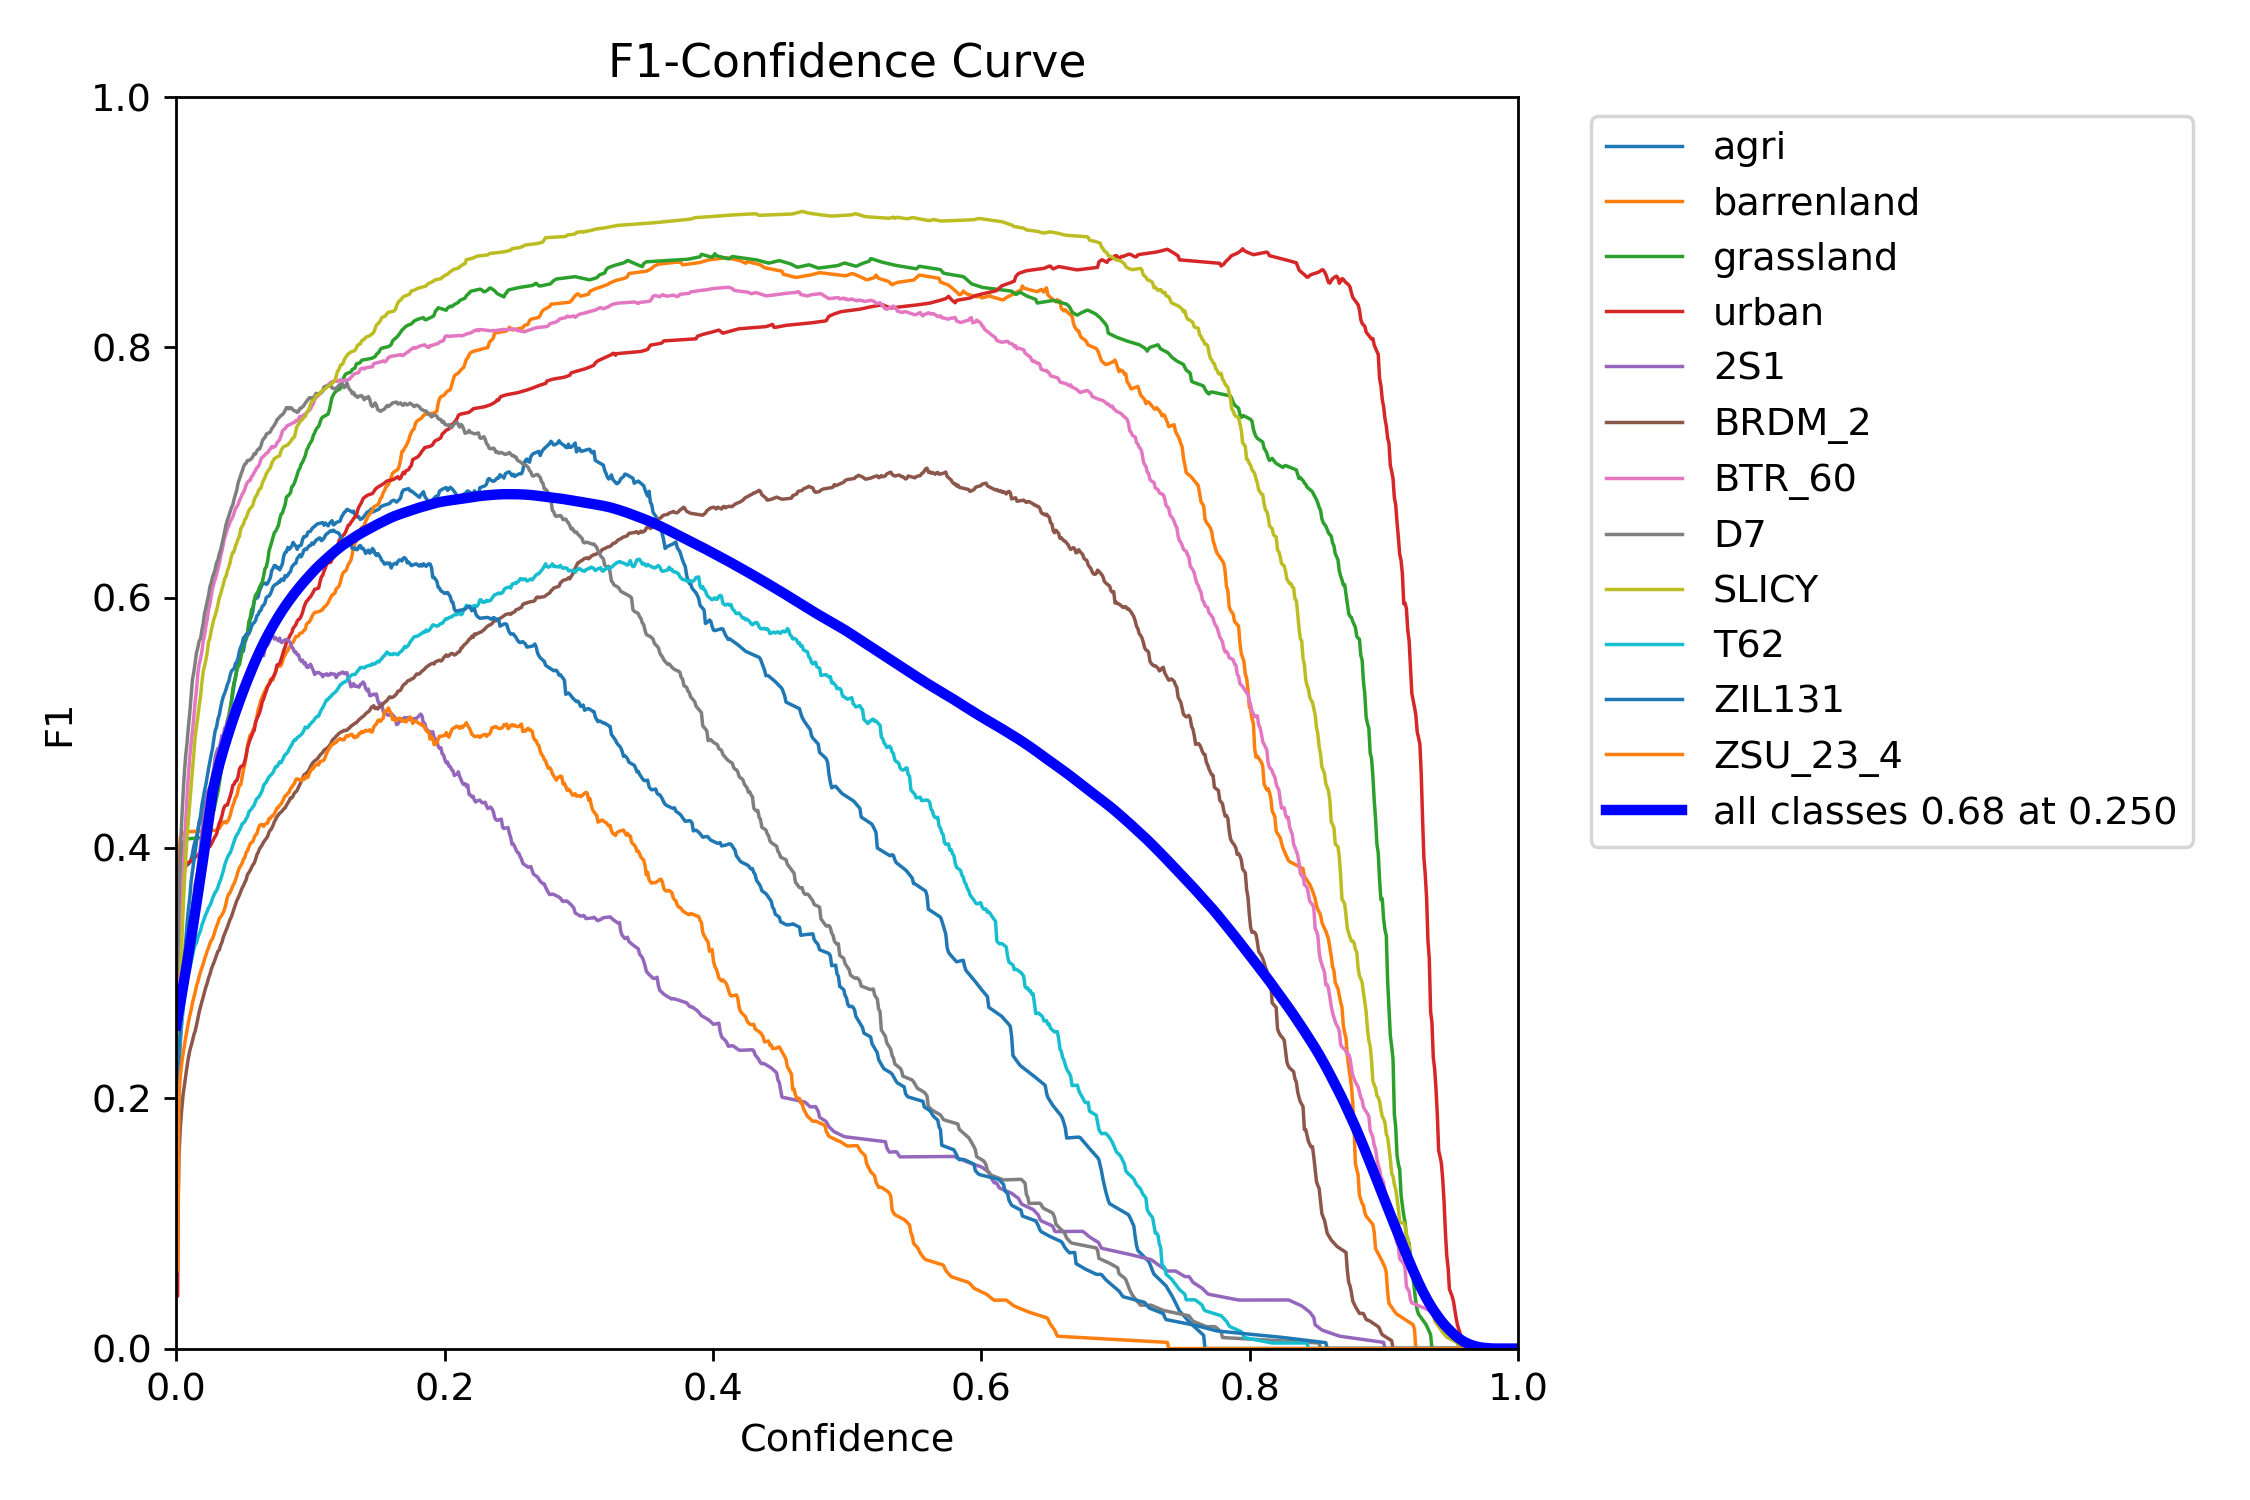 F1-Confidence Curve
1.0
0.8
0.6
0.4
0.2
0.0
F1
0.0 0.2 0.4 0.6 0.8 1.0
Confidence
agri
barrenland
grassland
urban
2S1
BRDM_2
BTR_60
D7
SLICY
T62
ZIL131
ZSU_23_4
all classes 0.68 at 0.250